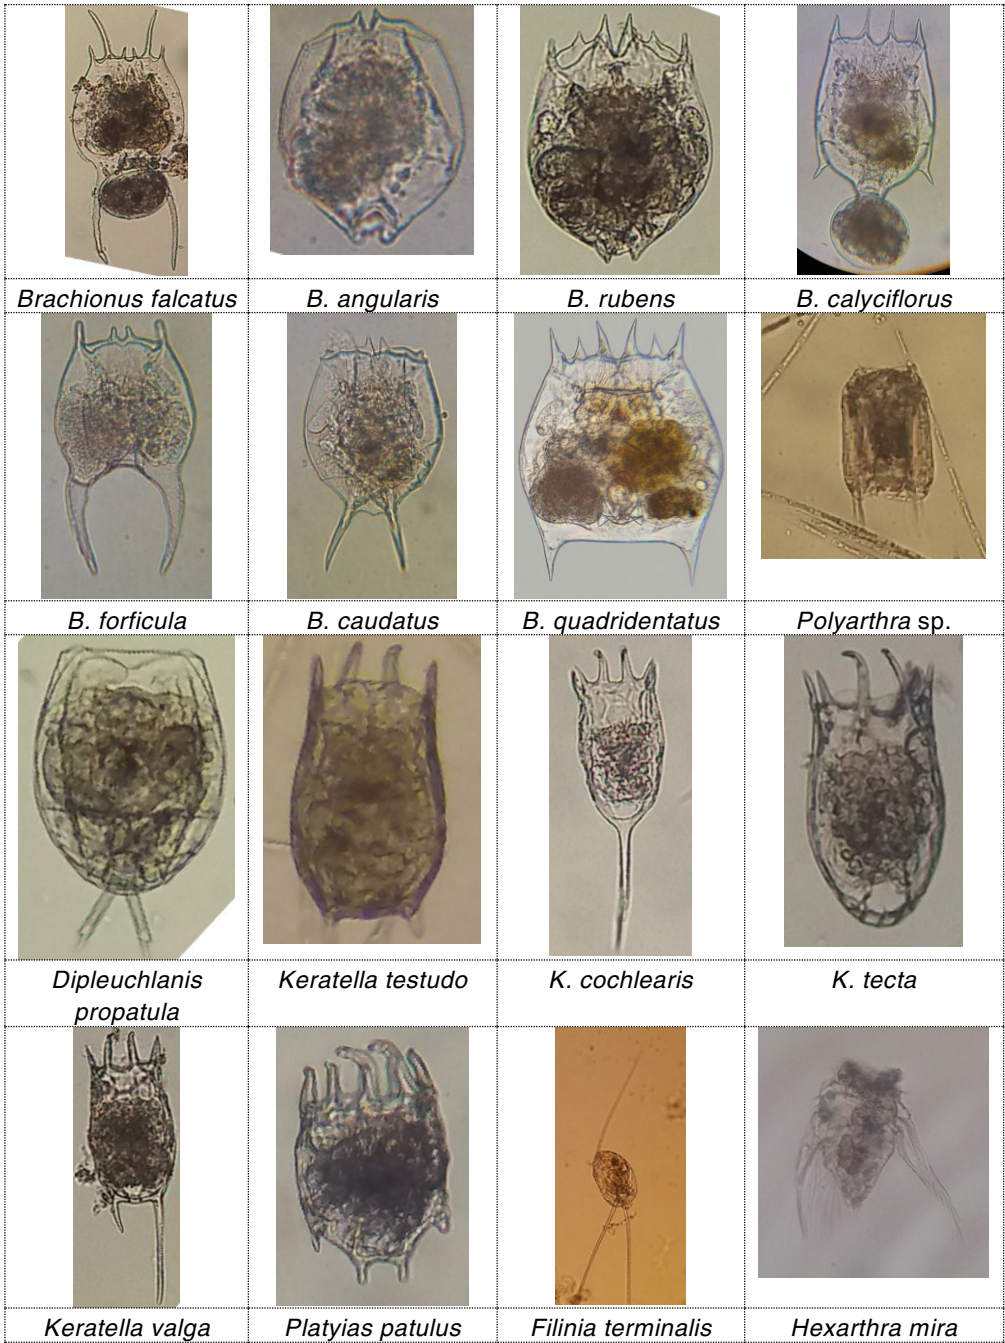 Brachionus falcatus
B. angularis
B. rubens
B. calyciflorus
B. forficula
B. caudatus
B. quadridentatus
Polyarthra sp.
Dipleuchlanis
propatula
Keratella testudo
K. cochlearis
K. tecta
Keratella valga
Platyias patulus
Filinia terminalis
Hexarthra mira